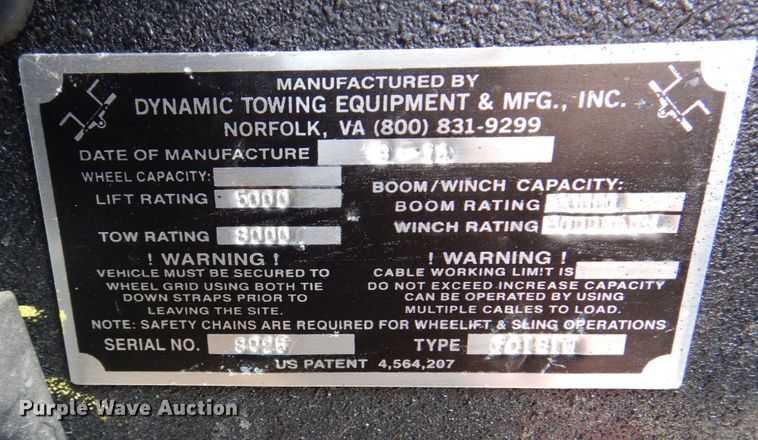 MANUFACTURED BY
DYNAMIC TOWING EQUIPMENT & MFG., INC.
NORFOLK, VA (800) 831-9299
DATE OF MANUFACTURE
WHEEL CAPACITY:
LIFT RATING 5000
TOW RATING 8000
BOOM/WINCH CAPACITY:
BOOM RATING
WINCH RATING
! WARNING !
VEHICLE MUST BE SECURED TO
WHEEL GRID USING BOTH TIE
DOWN STRAPS PRIOR TO
LEAVING THE SITE.
! WARNING !
CABLE WORKING LIMIT IS
DO NOT EXCEED INCREASE CAPACITY
CAN BE OPERATED BY USING
MULTIPLE CABLES TO LOAD.
NOTE: SAFETY CHAINS ARE REQUIRED FOR WHEELIFT & SLING OPERATIONS
SERIAL NO. TYPE
US PATENT 4,564,207
Purple Wave Auction